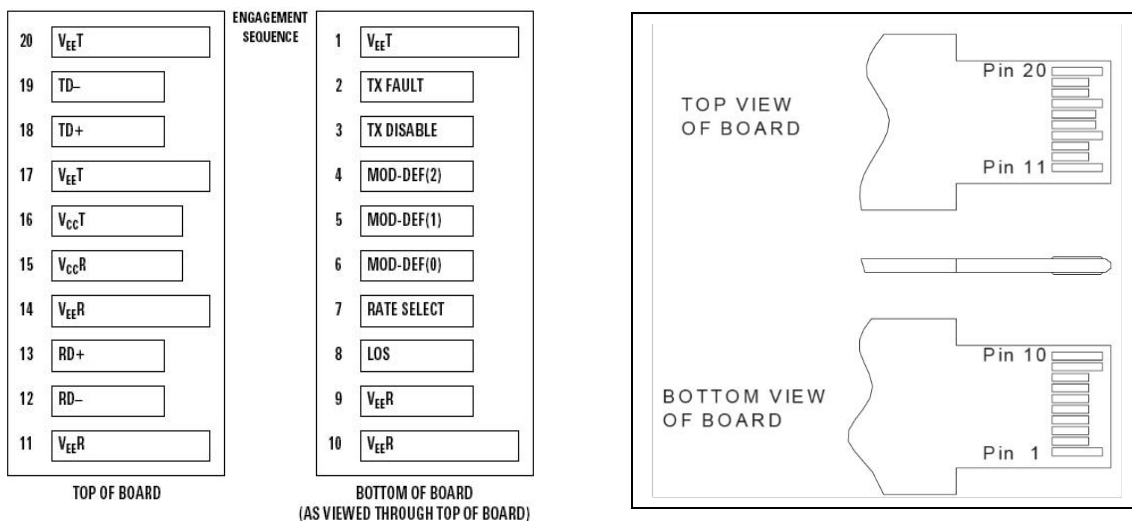 ENGAGEMENT
SEQUENCE
20 VEET
19 TD–
18 TD+
17 VEET
16 VCCT
15 VCCR
14 VEER
13 RD+
12 RD–
11 VEER
TOP OF BOARD
1 VEET
2 TX FAULT
3 TX DISABLE
4 MOD-DEF(2)
5 MOD-DEF(1)
6 MOD-DEF(0)
7 RATE SELECT
8 LOS
9 VEER
10 VEER
BOTTOM OF BOARD
(AS VIEWED THROUGH TOP OF BOARD)
TOP VIEW
OF BOARD
Pin 20
Pin 11
BOTTOM VIEW
OF BOARD
Pin 10
Pin 1